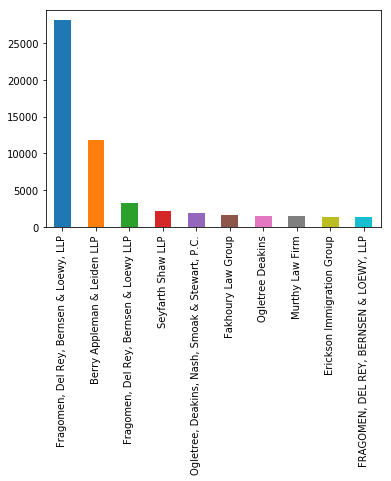 25000
20000
15000
10000
5000
0
Fragomen, Del Rey, Bernsen & Loewy, LLP
Berry Appleman & Leiden LLP
Fragomen, Del Rey, Bernsen & Loewy LLP
Seyfarth Shaw LLP
Ogletree, Deakins, Nash, Smoak & Stewart, P.C.
Fakhoury Law Group
Ogletree Deakins
Murthy Law Firm
Erickson Immigration Group
FRAGOMEN, DEL REY, BERNSEN & LOEWY, LLP